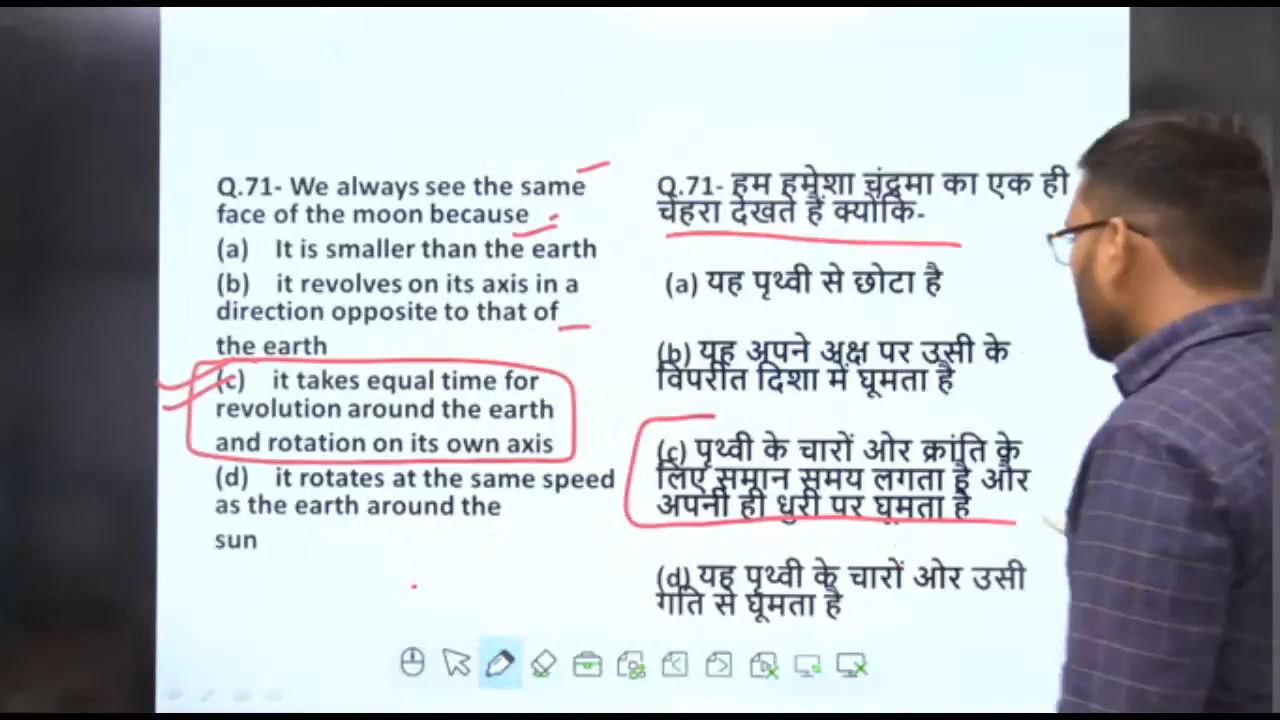 Q.71- We always see the same
face of the moon because
(a) It is smaller than the earth
(b) it revolves on its axis in a
direction opposite to that of
the earth
(c) it takes equal time for
revolution around the earth
and rotation on its own axis
(d) it rotates at the same speed
as the earth around the
sun
Q.71- हम हमेशा चंद्रमा का एक ही
चेहरा देखते हैं क्योंकि-
(a) यह पृथ्वी से छोटा है
(b) यह अपने अक्ष पर उसी के
विपरीत दिशा में घूमता है
(c) पृथ्वी के चारों ओर क्रांति के
लिए समान समय लगता है और
अपनी ही धुरी पर घूमता है
(d) यह पृथ्वी के चारों ओर उसी
गति से घूमता है